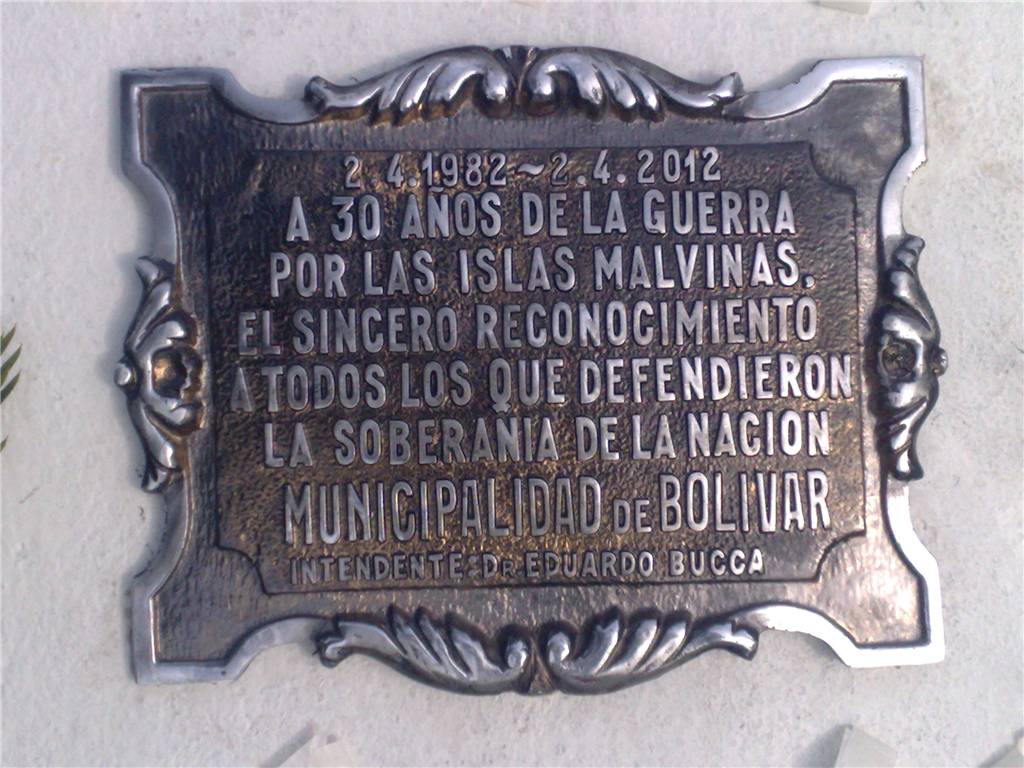 2.4.1982~2.4.2012
A 30 AÑOS DE LA GUERRA
POR LAS ISLAS MALVINAS.
EL SINCERO RECONOCIMIENTO
A TODOS LOS QUE DEFENDIERON
LA SOBERANIA DE LA NACION
MUNICIPALIDAD DE BOLIVAR
INTENDENTE: DR EDUARDO BUCCA